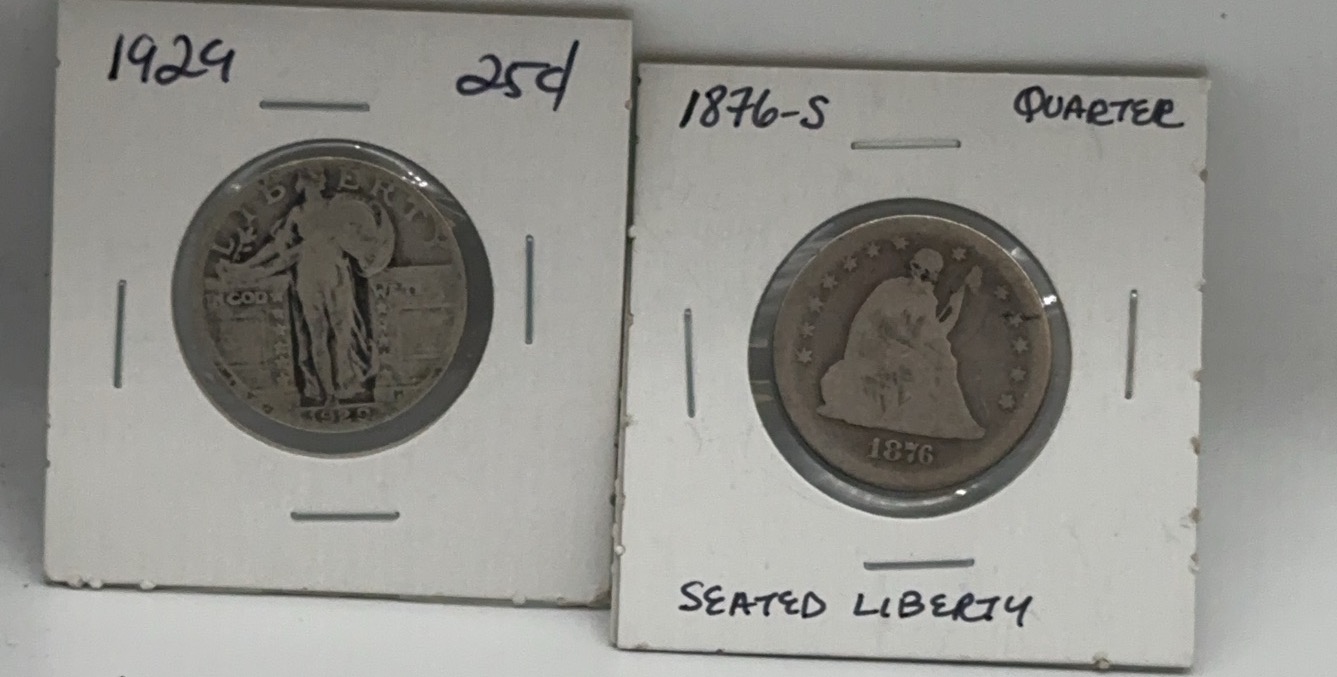 1929 25¢
LIBERTY
IN GOD WE
1929
1876-S QUARTER
1876
SEATED LIBERTY